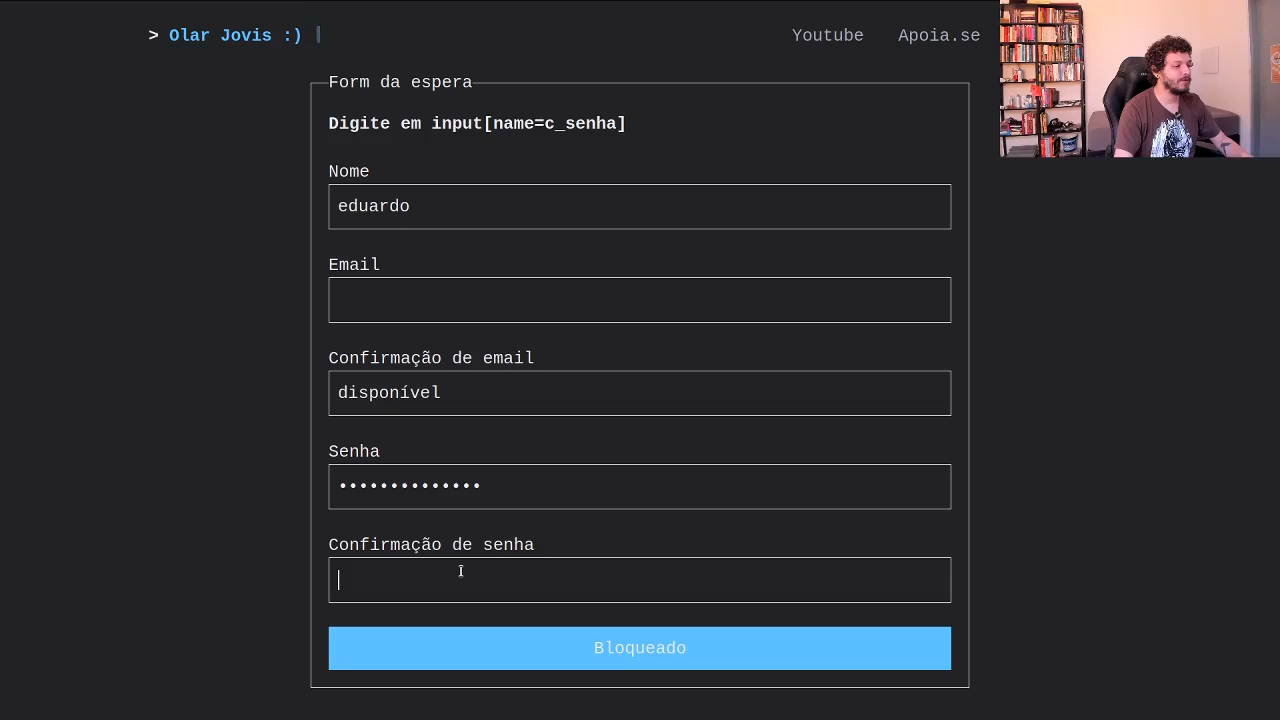 > Olar Jovis :)
Youtube Apoia.se
Form da espera
Digite em input[name=c_senha]
Nome
eduardo
Email
Confirmação de email
disponível
Senha
••••••••••••••
Confirmação de senha
Bloqueado